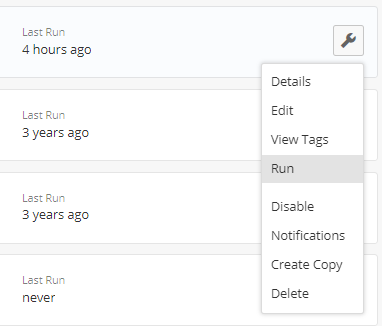 Last Run
4 hours ago
Details
Edit
Last Run
3 years ago
View Tags
Run
Last Run
3 years ago
Disable
Notifications
Create Copy
Last Run
never
Delete